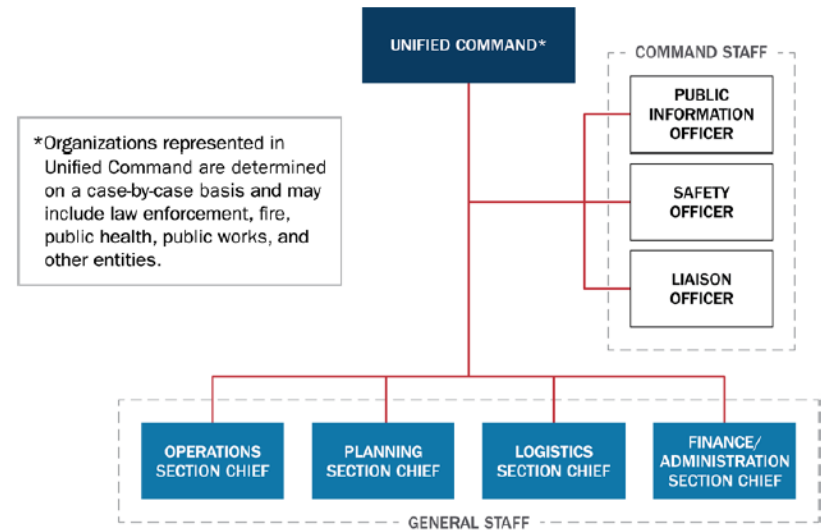 UNIFIED COMMAND*
COMMAND STAFF
PUBLIC
INFORMATION
OFFICER
SAFETY
OFFICER
LIAISON
OFFICER
*Organizations represented in
Unified Command are determined
on a case-by-case basis and may
include law enforcement, fire,
public health, public works, and
other entities.
OPERATIONS
SECTION CHIEF
PLANNING
SECTION CHIEF
LOGISTICS
SECTION CHIEF
FINANCE/
ADMINISTRATION
SECTION CHIEF
GENERAL STAFF